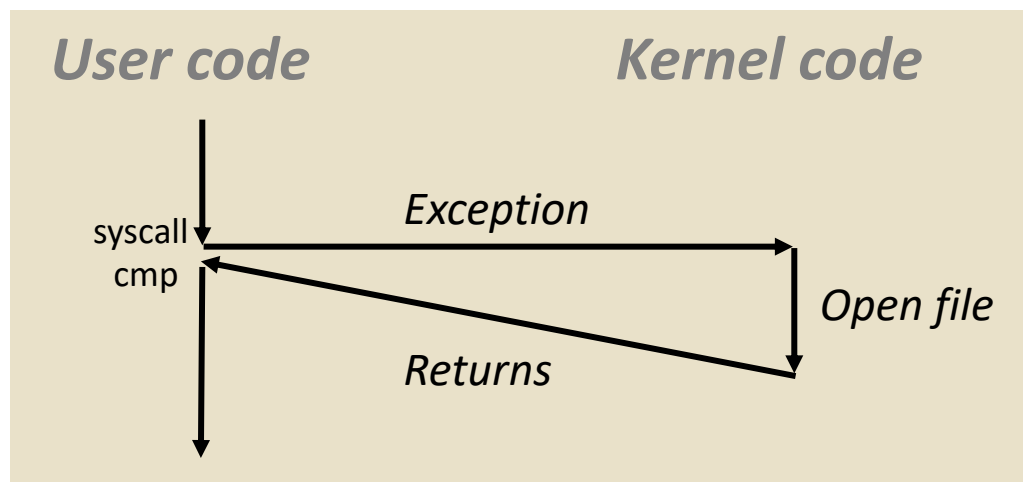 User code
Kernel code
Exception
syscall
cmp
Open file
Returns